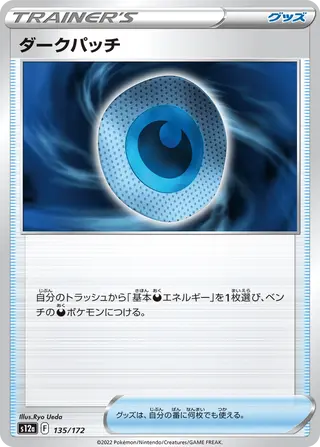 TRAINER'S グッズ
ダークパッチ
自分のトラッシュから「基本エネルギー」を1枚選び、ベン
チのポケモンにつける。
Illus.Ryo Ueda
s12a F 135/172
グッズは、自分の番に何枚でも使える。
©2022 Pokémon/Nintendo/Creatures/GAME FREAK.